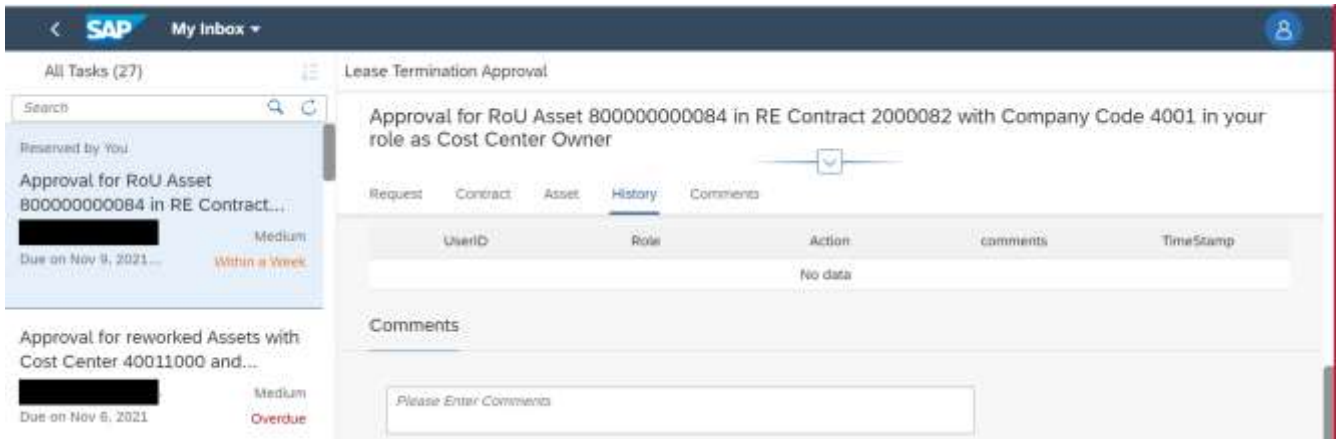 SAP My Inbox
All Tasks (27)
Search
Reserved by You
Approval for RoU Asset
800000000084 in RE Contract...
Medium
Due on Nov 9, 2021... Within a Week
Approval for reworked Assets with
Cost Center 40011000 and...
Medium
Due on Nov 6, 2021 Overdue
Lease Termination Approval
Approval for RoU Asset 800000000084 in RE Contract 2000082 with Company Code 4001 in your
role as Cost Center Owner
Request Contract Asset History Comments
UserID Role Action comments TimeStamp
No data
Comments
Please Enter Comments